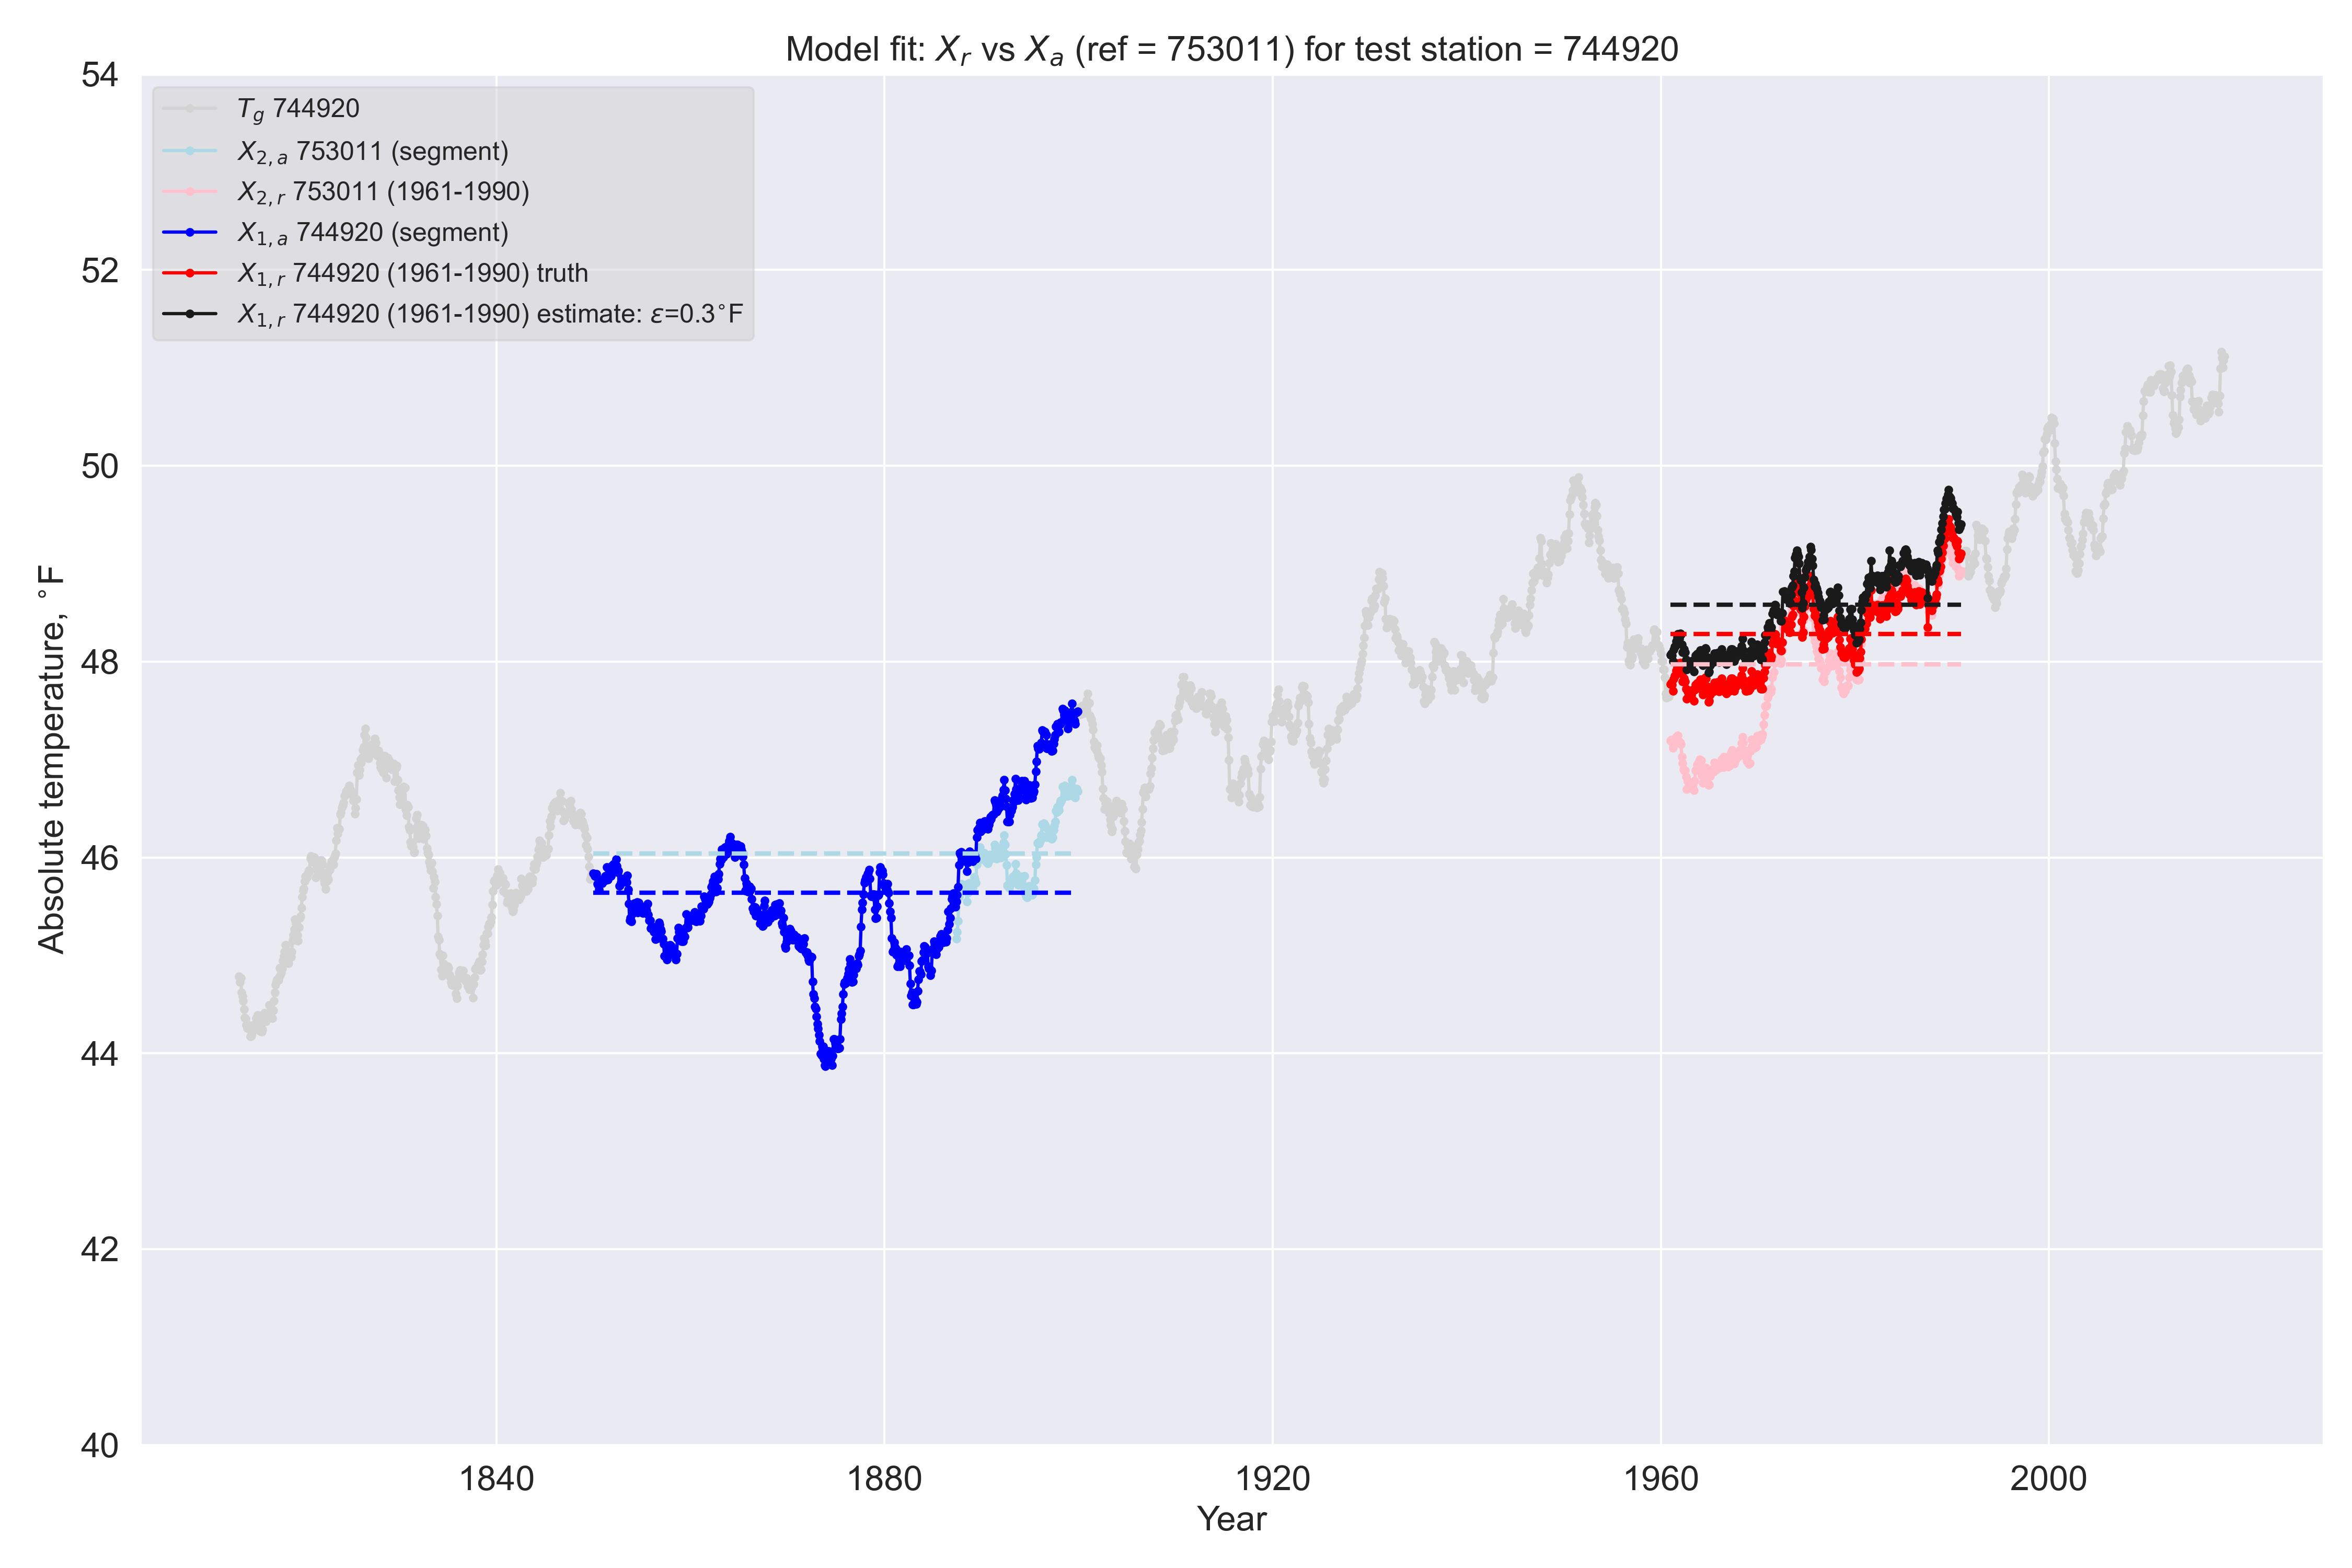 Model fit: Xr vs Xa (ref = 753011) for test station = 744920
54
52
50
48
46
44
42
40
Absolute temperature, °F
Tg 744920
X2,a 753011 (segment)
X2,r 753011 (1961-1990)
X1,a 744920 (segment)
X1,r 744920 (1961-1990) truth
X1,r 744920 (1961-1990) estimate: ε=0.3°F
1840 1880 1920 1960 2000
Year